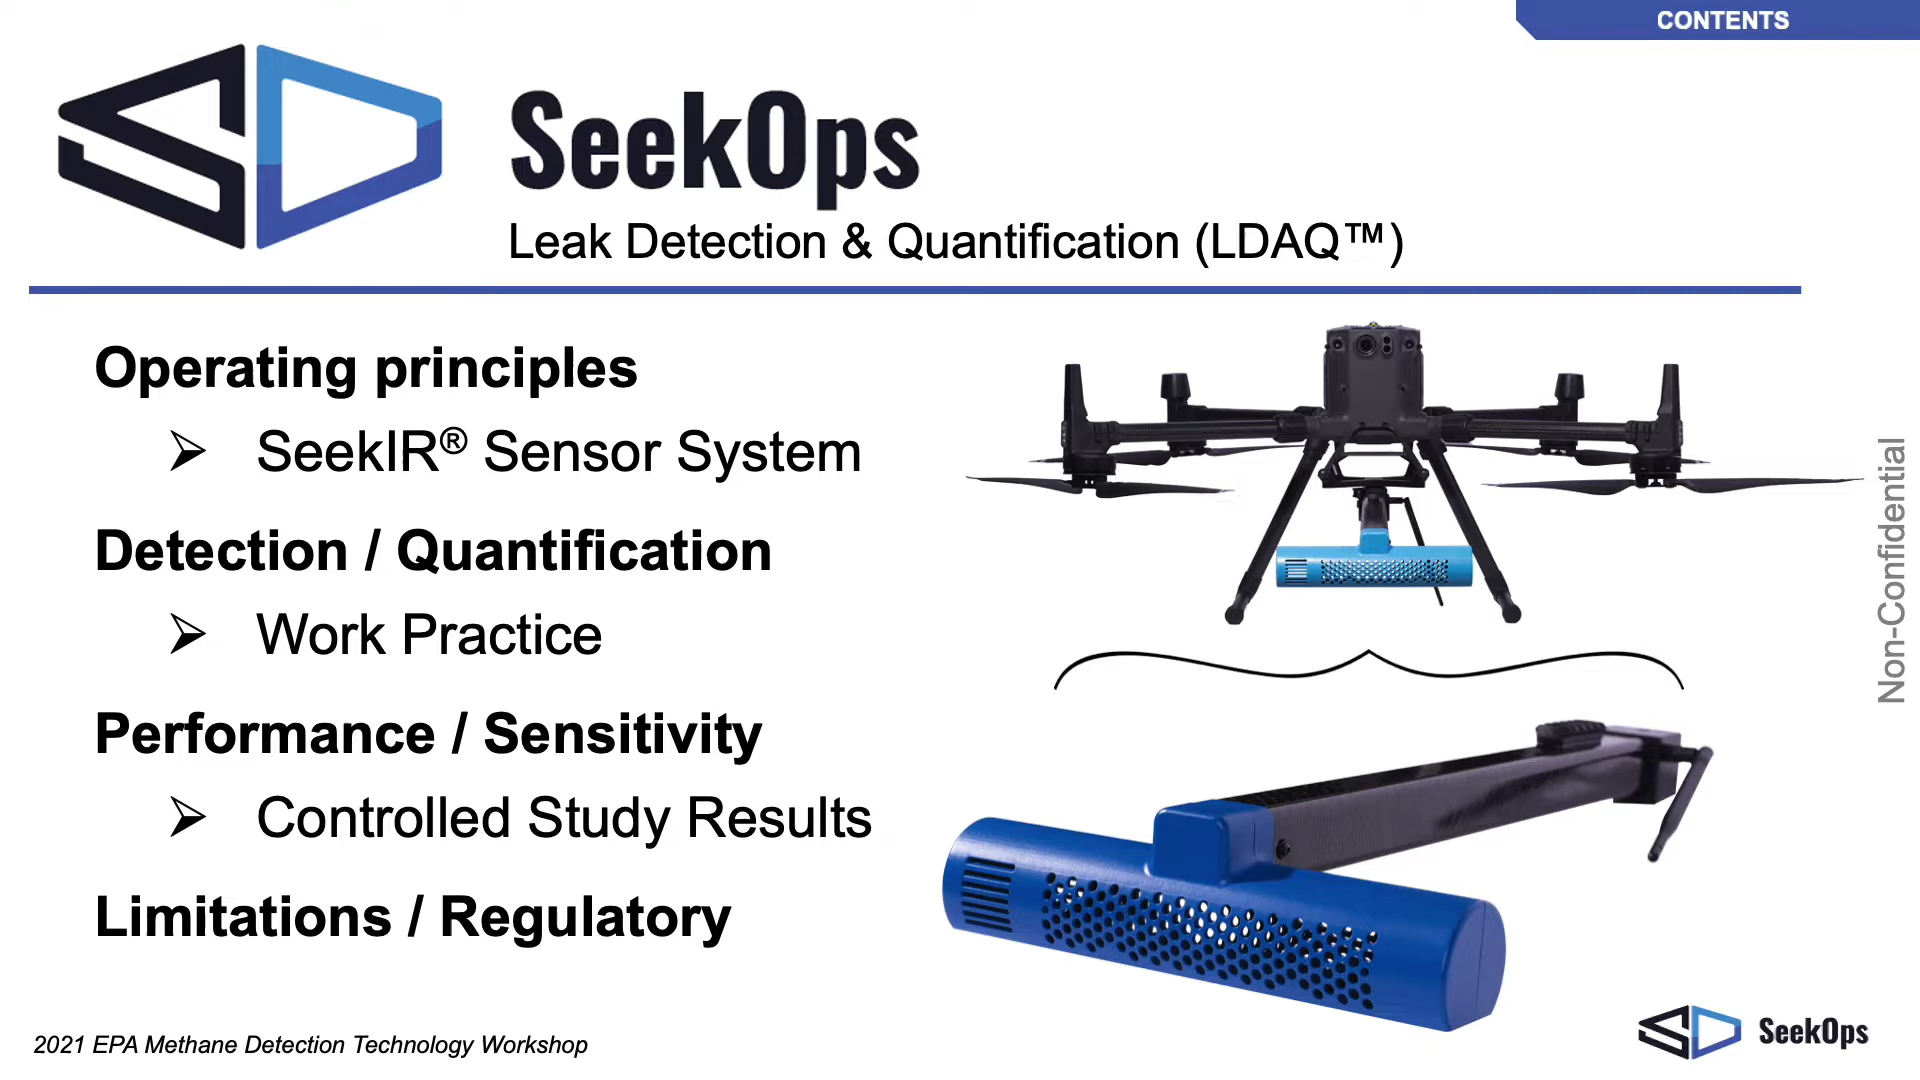 CONTENTS
SeekOps
Leak Detection & Quantification (LDAQ™)
Operating principles
➢ SeekIR® Sensor System
Detection / Quantification
➢ Work Practice
Performance / Sensitivity
➢ Controlled Study Results
Limitations / Regulatory
Non-Confidential
2021 EPA Methane Detection Technology Workshop
SeekOps